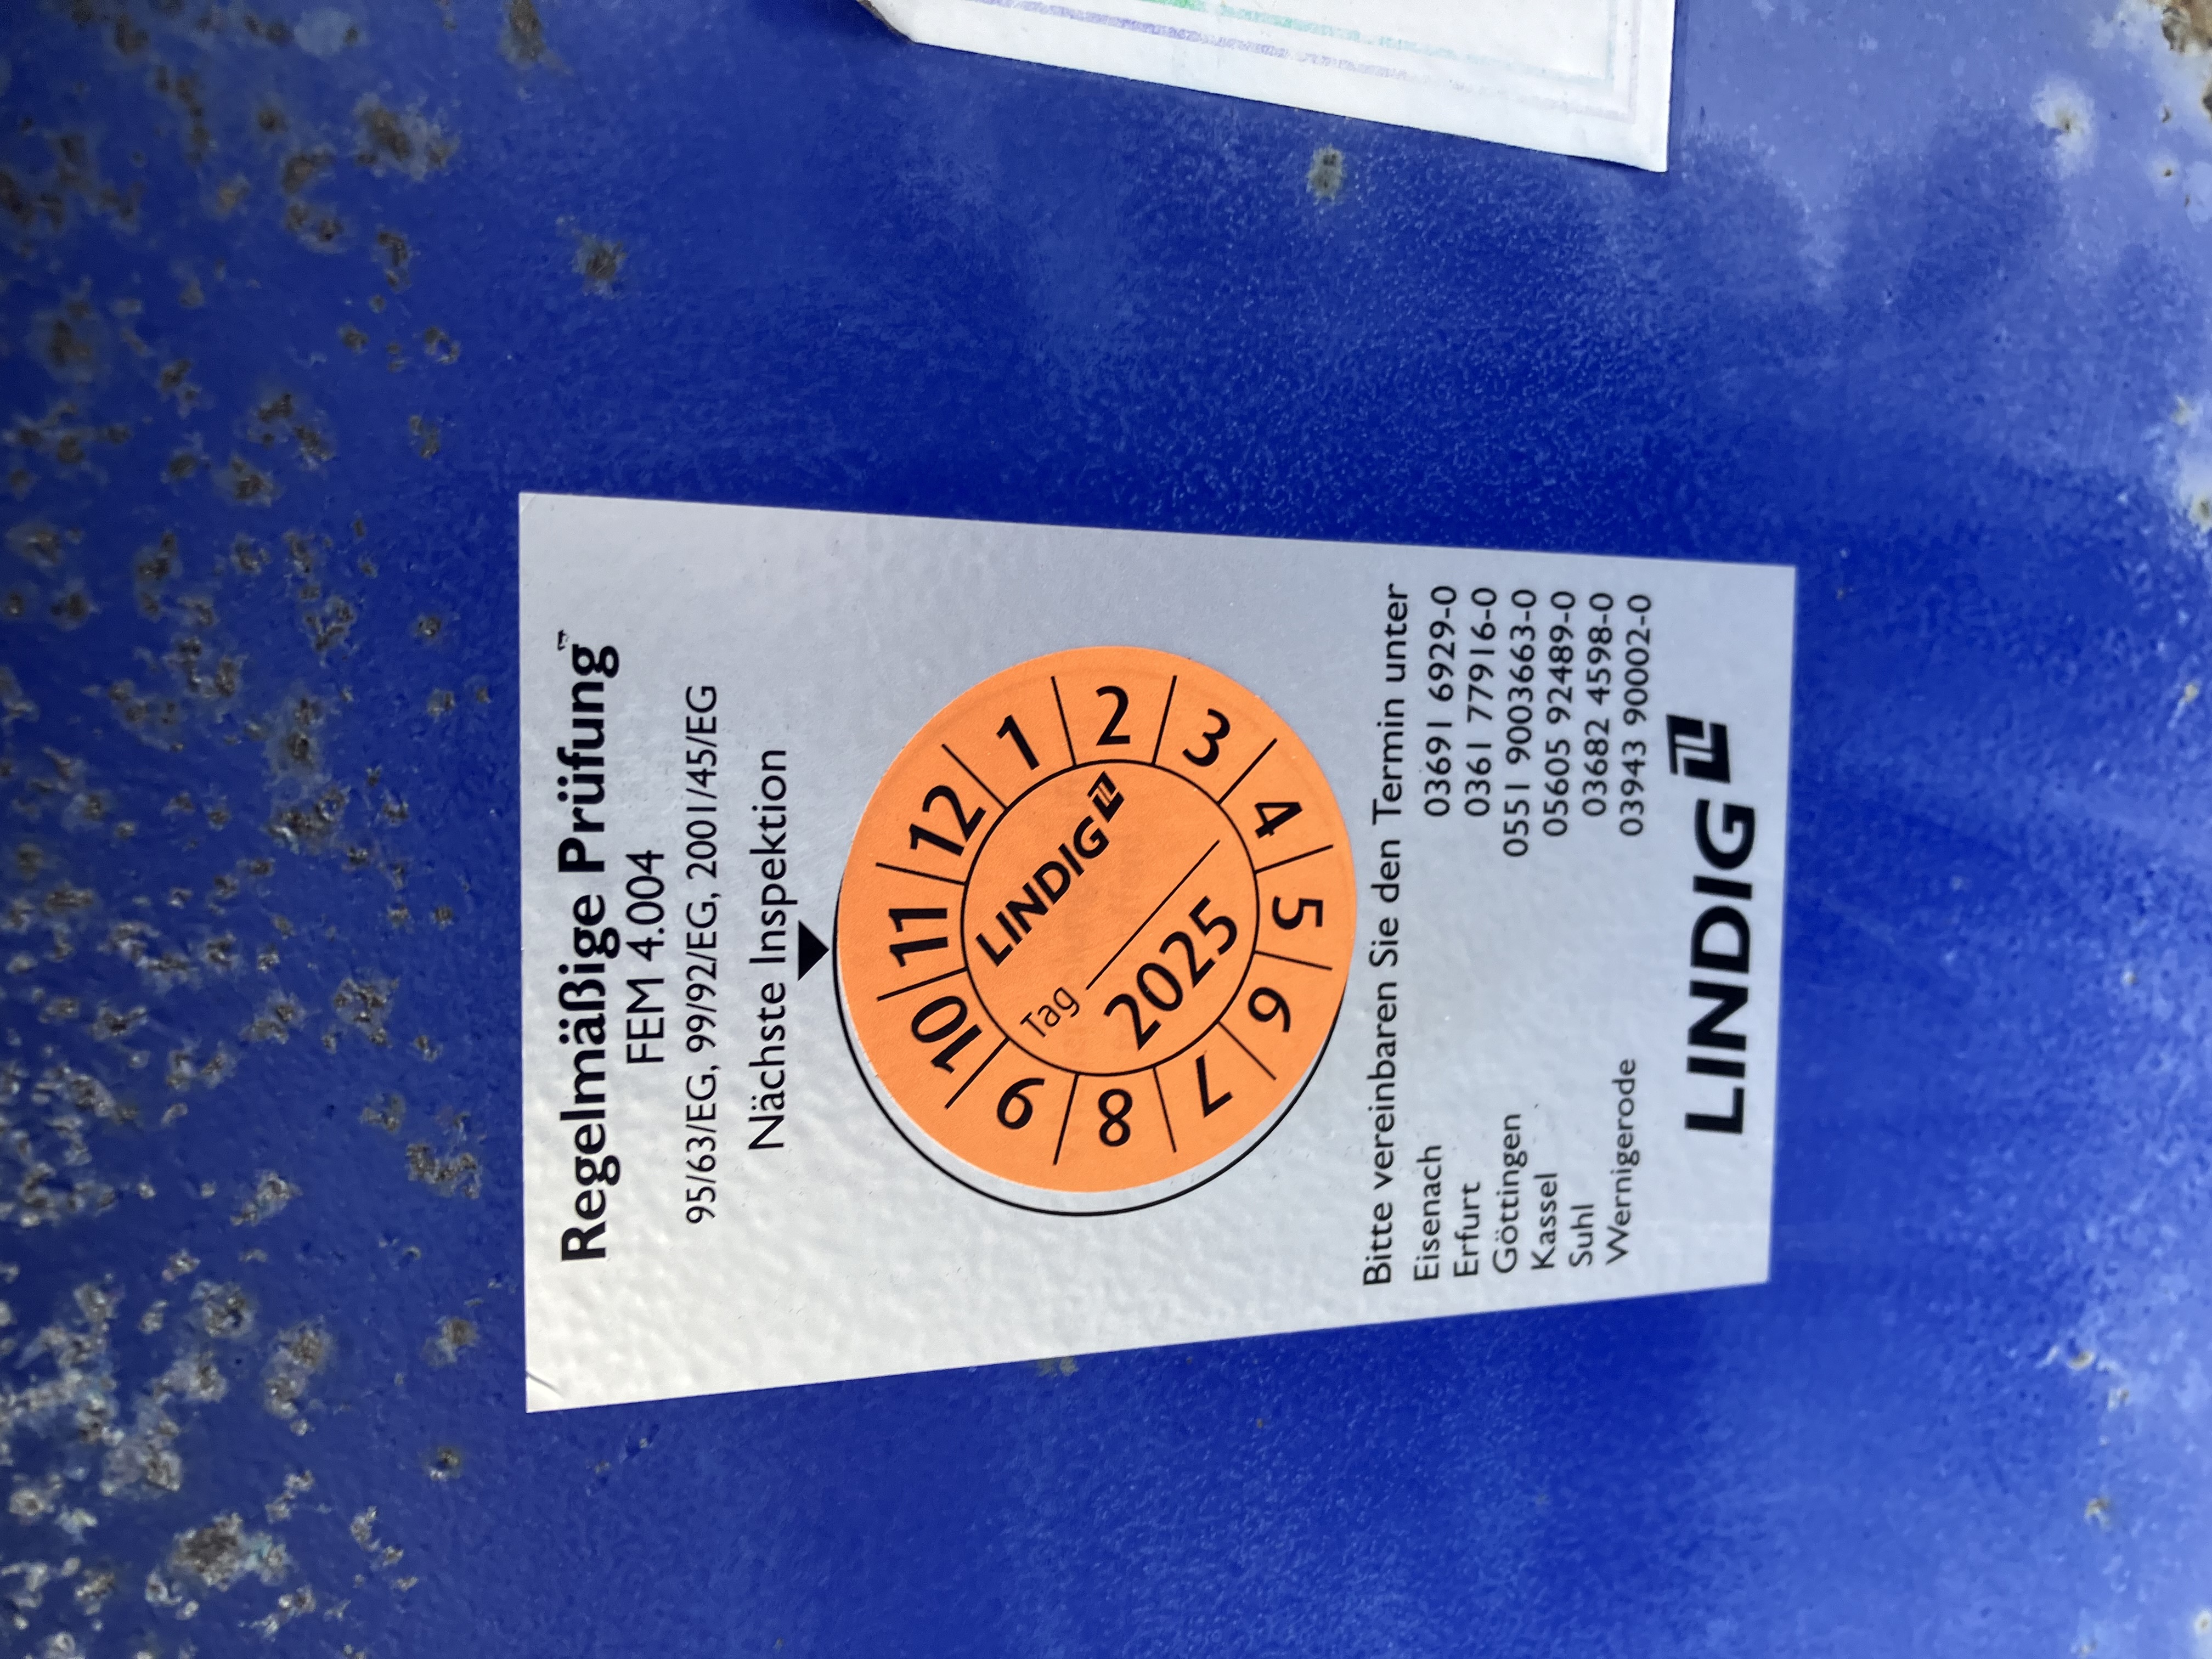 Regelmäßige Prüfung
FEM 4.004
95/63/EG, 99/92/EG, 2001/45/EG
Nächste Inspektion
11
12
1
2
3
4
5
6
7
8
9
10
LINDIG
Tag
2025
Bitte vereinbaren Sie den Termin unter
Eisenach 03691 6929-0
Erfurt 0361 77916-0
Göttingen 0551 9003663-0
Kassel 05605 92489-0
Suhl 03682 4598-0
Wernigerode 03943 90002-0
LINDIG